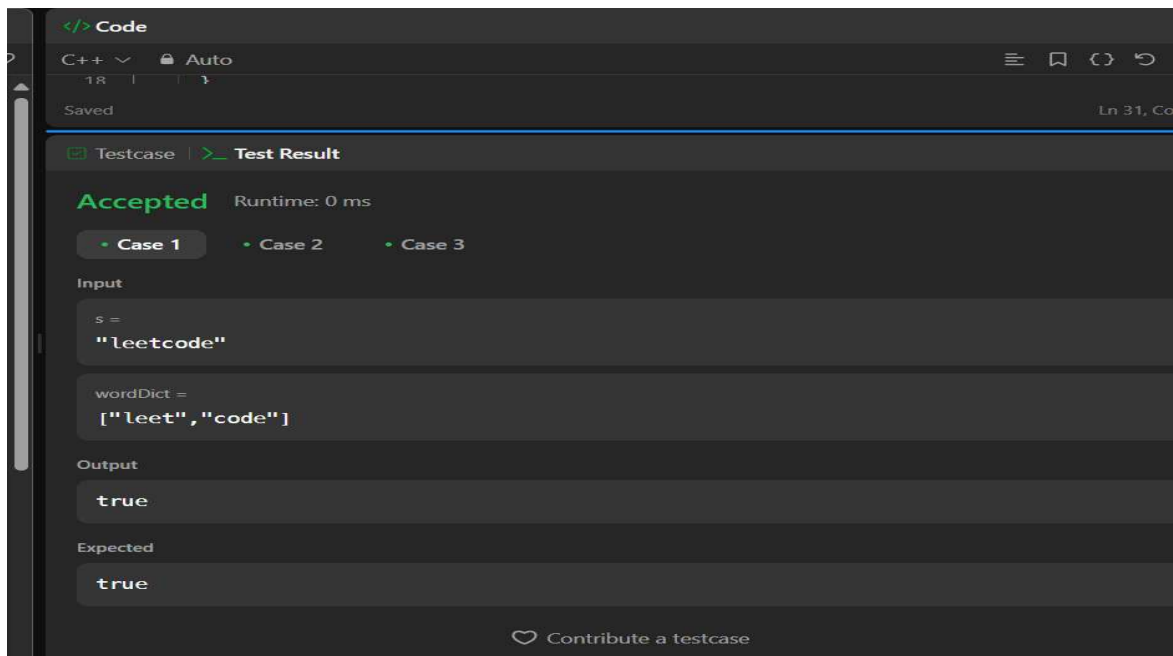 </> Code
C++ Auto
18 }
Saved Ln 31, Co
Testcase >_ Test Result
Accepted Runtime: 0 ms
• Case 1 • Case 2 • Case 3
Input
s =
"leetcode"
wordDict =
["leet","code"]
Output
true
Expected
true
Contribute a testcase